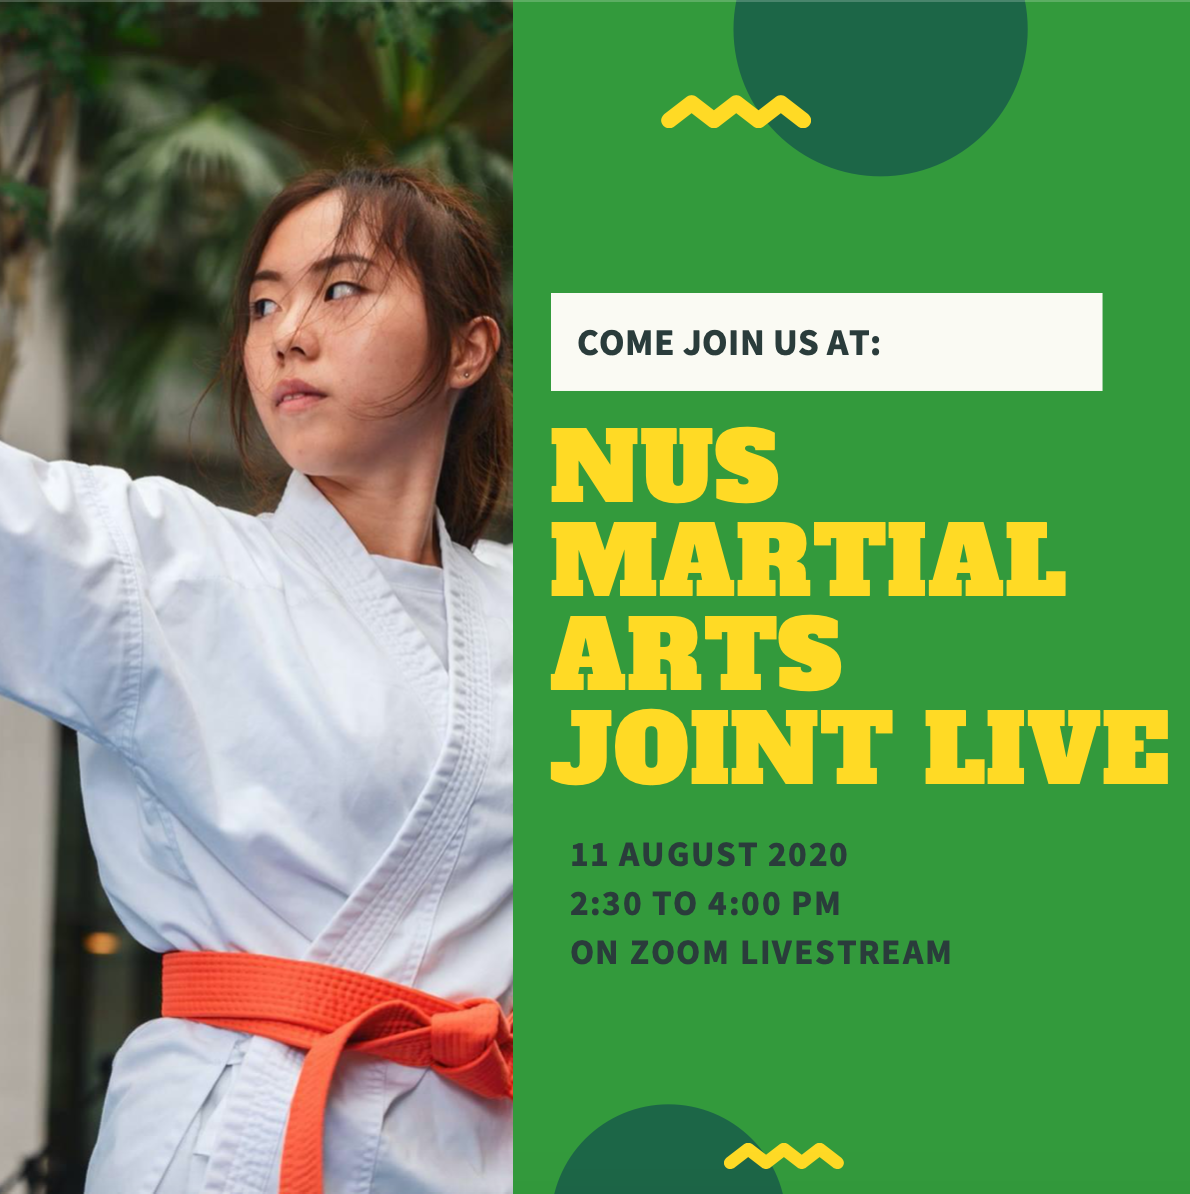 COME JOIN US AT:
NUS
MARTIAL
ARTS
JOINT LIVE
11 AUGUST 2020
2:30 TO 4:00 PM
ON ZOOM LIVESTREAM